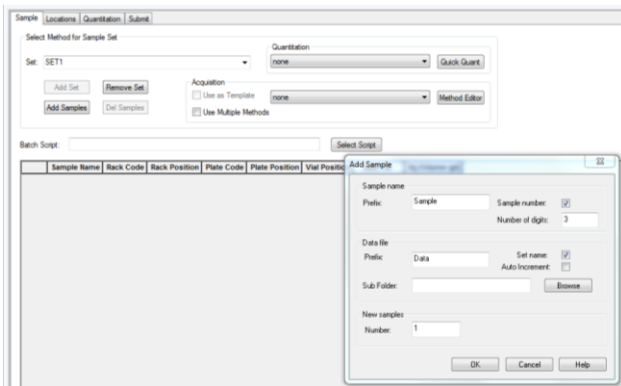 Sample Locations Quantitation Submit
Select Method for Sample Set
Set: SET1
Quantitation
none Quick Quant
Add Set Remove Set
Add Samples Del Samples
Acquisition
Use as Template none Method Editor
Use Multiple Methods
Batch Script: Select Script
Sample Name Rack Code Rack Position Plate Code Plate Position Vial Position
Add Sample
Sample name
Prefix: Sample Sample number:
Number of digits: 3
Data file
Prefix: Data Set name:
Auto Increment:
Sub Folder: Browse
New samples
Number: 1
OK Cancel Help